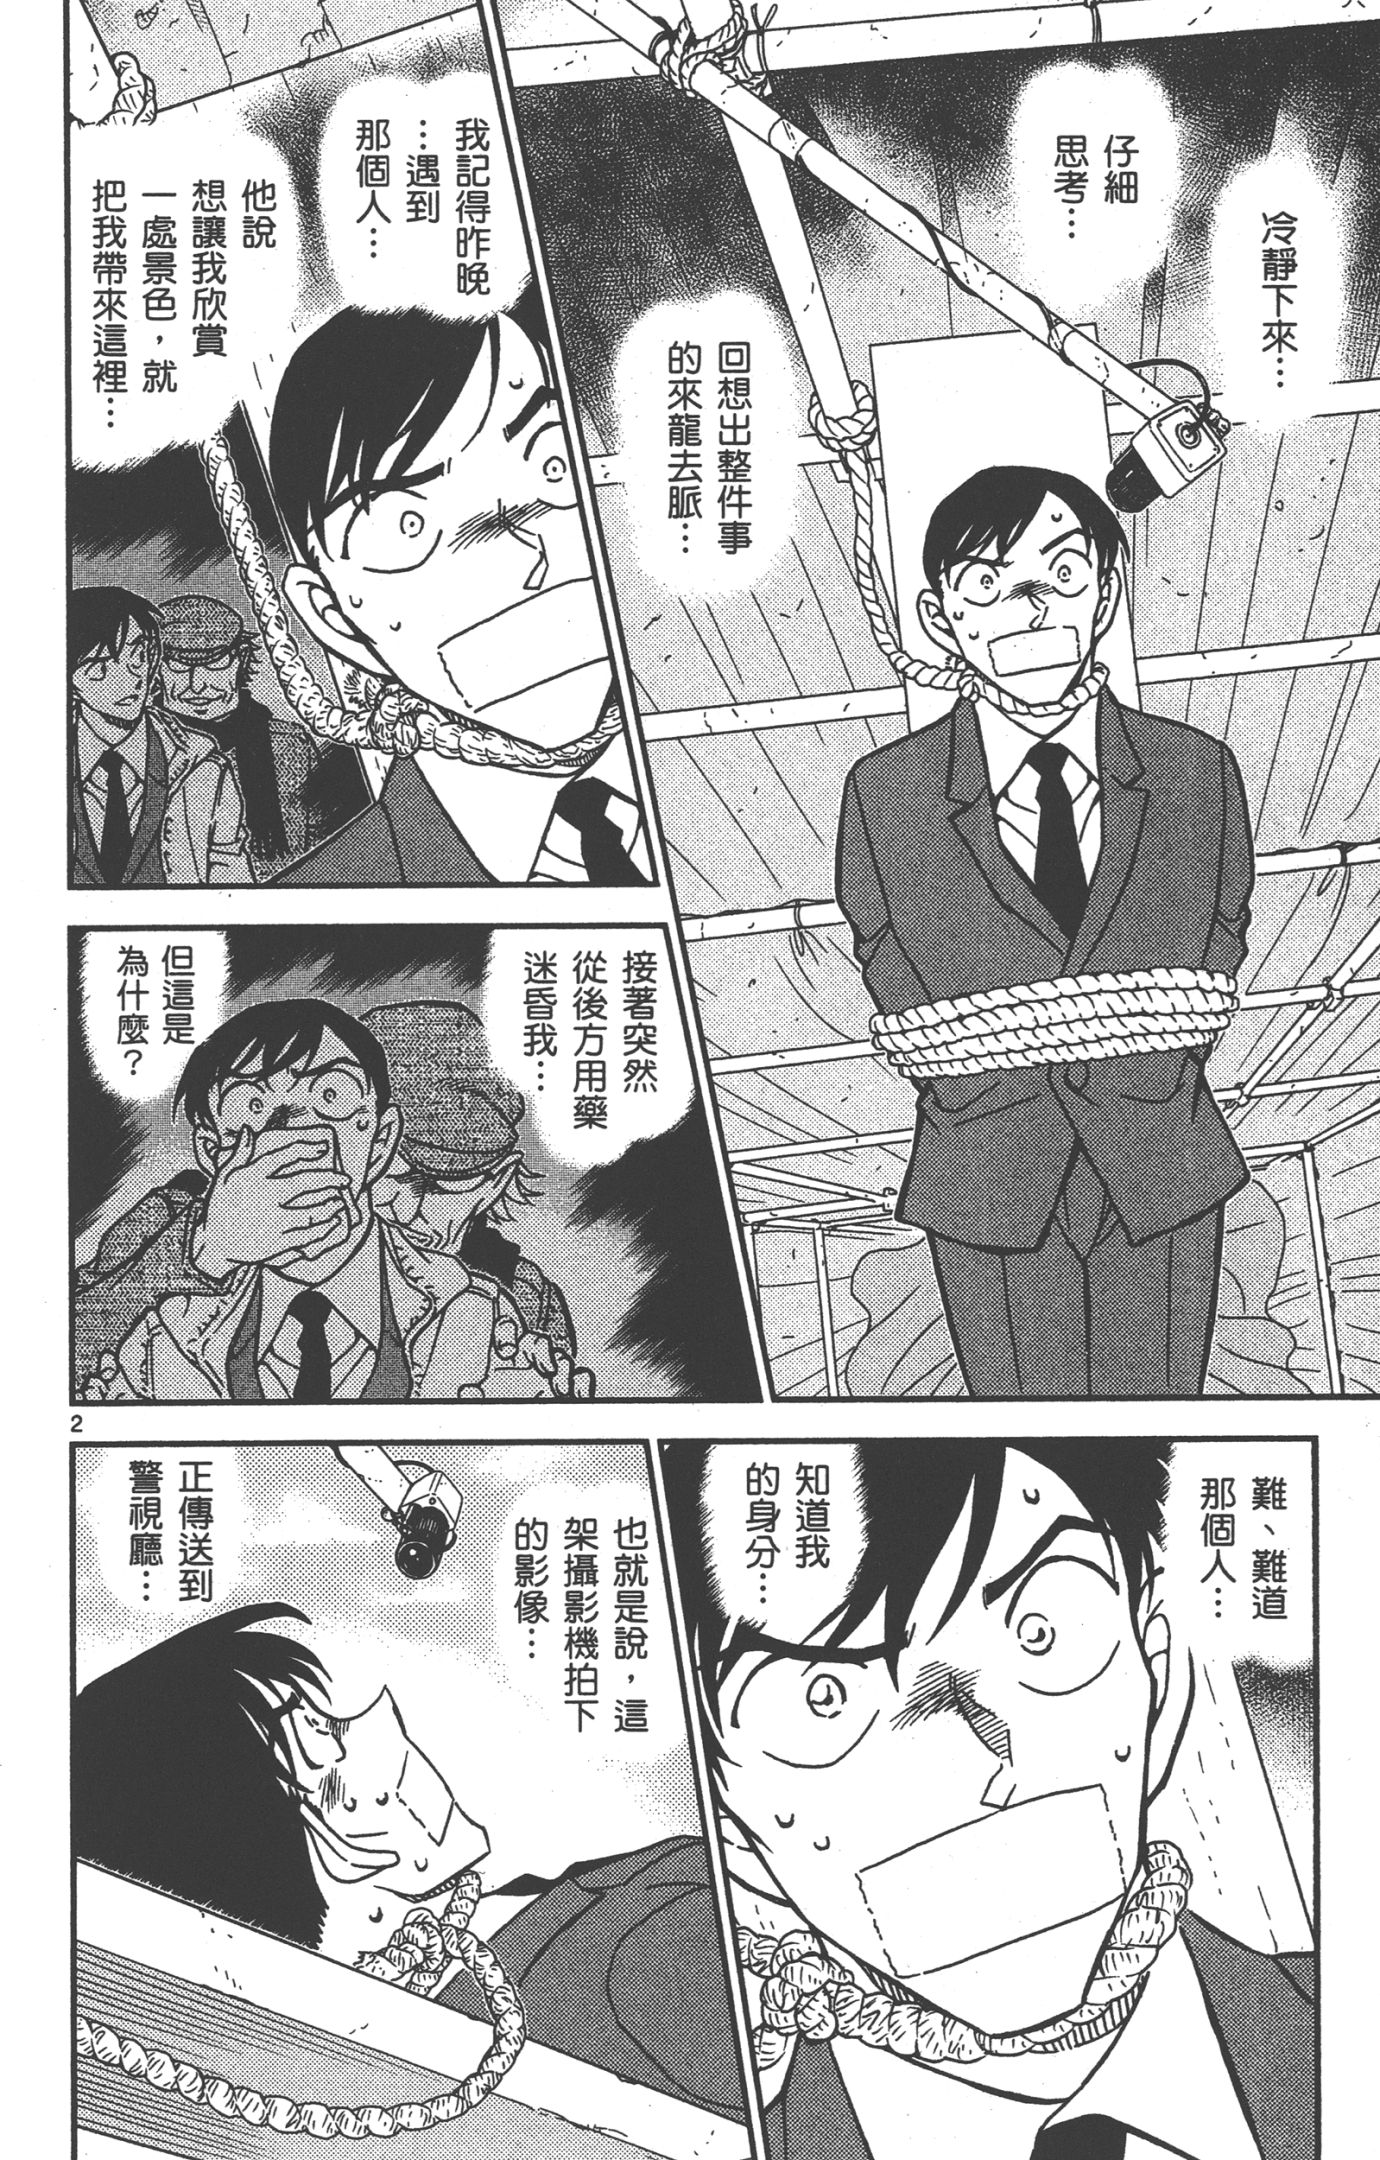 冷靜下來…
仔細
思考…
回想出整件事
的來龍去脈…
我記得昨晚
…遇到
那個人…
他說
想讓我欣賞
一處景色，就
把我帶來這裡…
接著突然
從後方用藥
迷昏我…
但這是
為什麼？
2
難、難道
那個人…
知道我
的身分…
也就是說，這
架攝影機拍下
的影像…
正傳送到
警視廳…